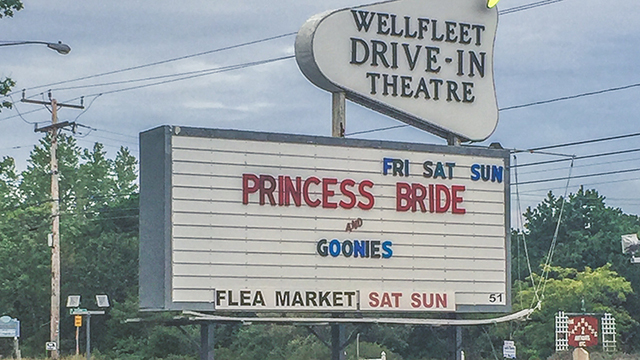 WELLFLEET
DRIVE-IN
THEATRE
FRI SAT SUN
PRINCESS BRIDE
AND
GOONIES
FLEA MARKET SAT SUN
51